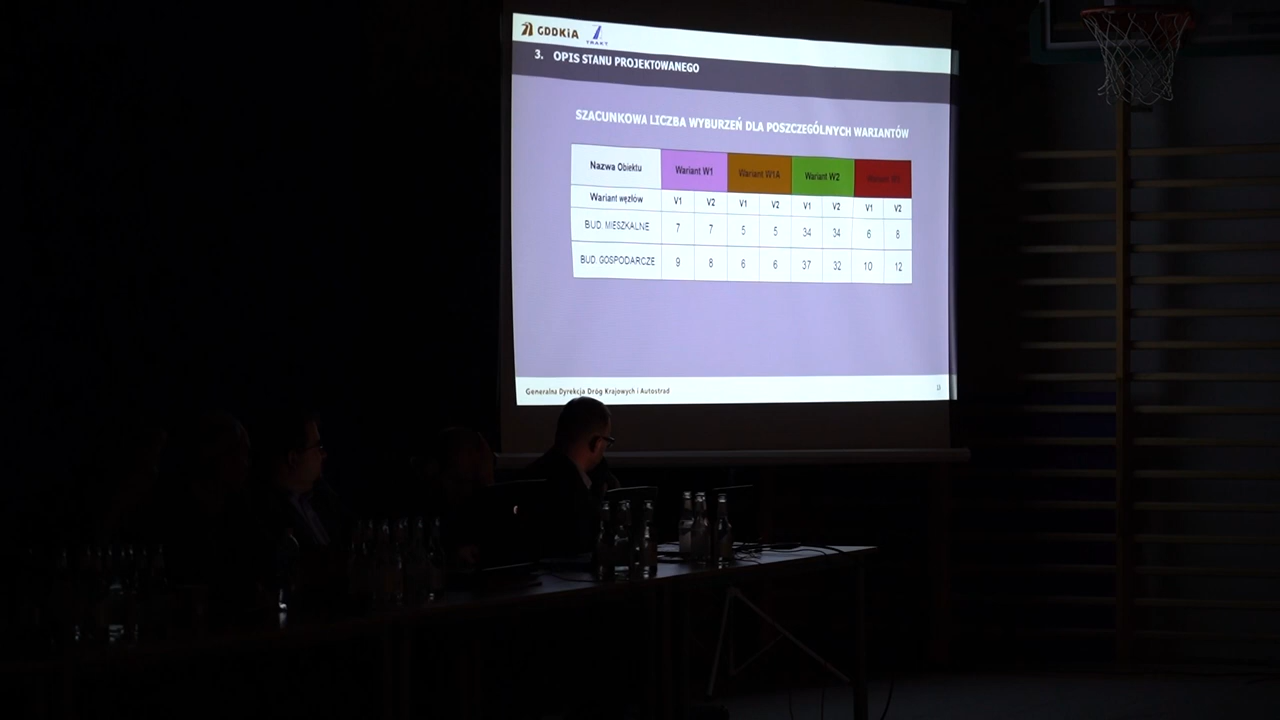 GDDKiA TRAKT
3. OPIS STANU PROJEKTOWANEGO
SZACUNKOWA LICZBA WYBURZEŃ DLA POSZCZEGÓLNYCH WARIANTÓW
Nazwa Obiektu Wariant W1 Wariant W1A Wariant W2 Wariant
Wariant węzłów V1 V2 V1 V2 V1 V2 V1 V2
BUD. MIESZKALNE 7 7 5 5 34 34 6 8
BUD. GOSPODARCZE 9 8 6 6 37 32 10 12
Generalna Dyrekcja Dróg Krajowych i Autostrad